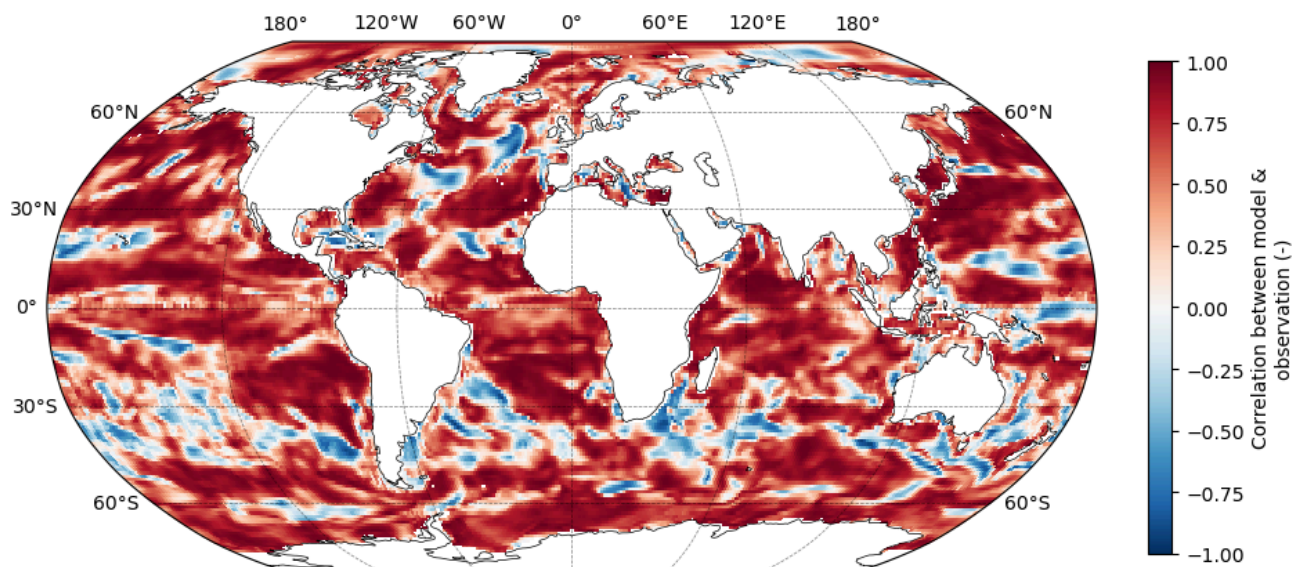 180° 120°W 60°W 0° 60°E 120°E 180°
60°N 60°N
30°N
0°
30°S
60°S 60°S
1.00
0.75
0.50
0.25
0.00
−0.25
−0.50
−0.75
−1.00
Correlation between model &
observation (-)